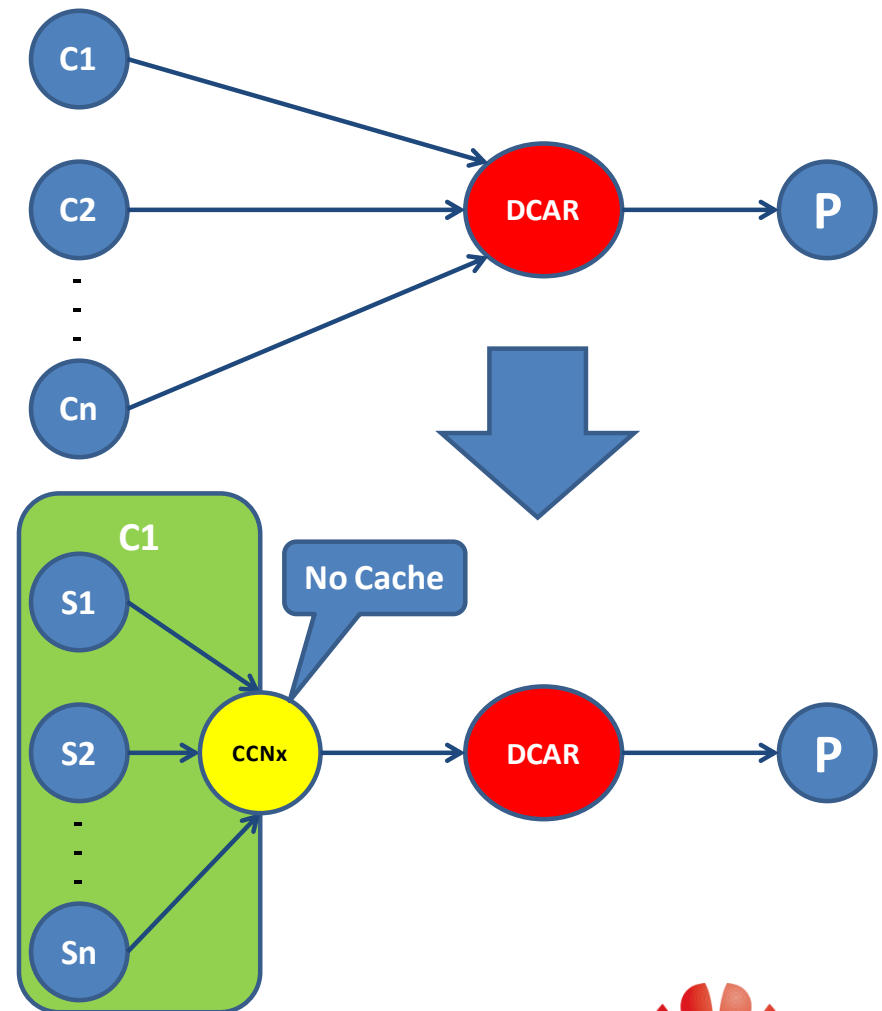 C1
C2
-
-
-
Cn
DCAR
P
C1
S1
S2
-
-
-
Sn
No Cache
CCNx
DCAR
P